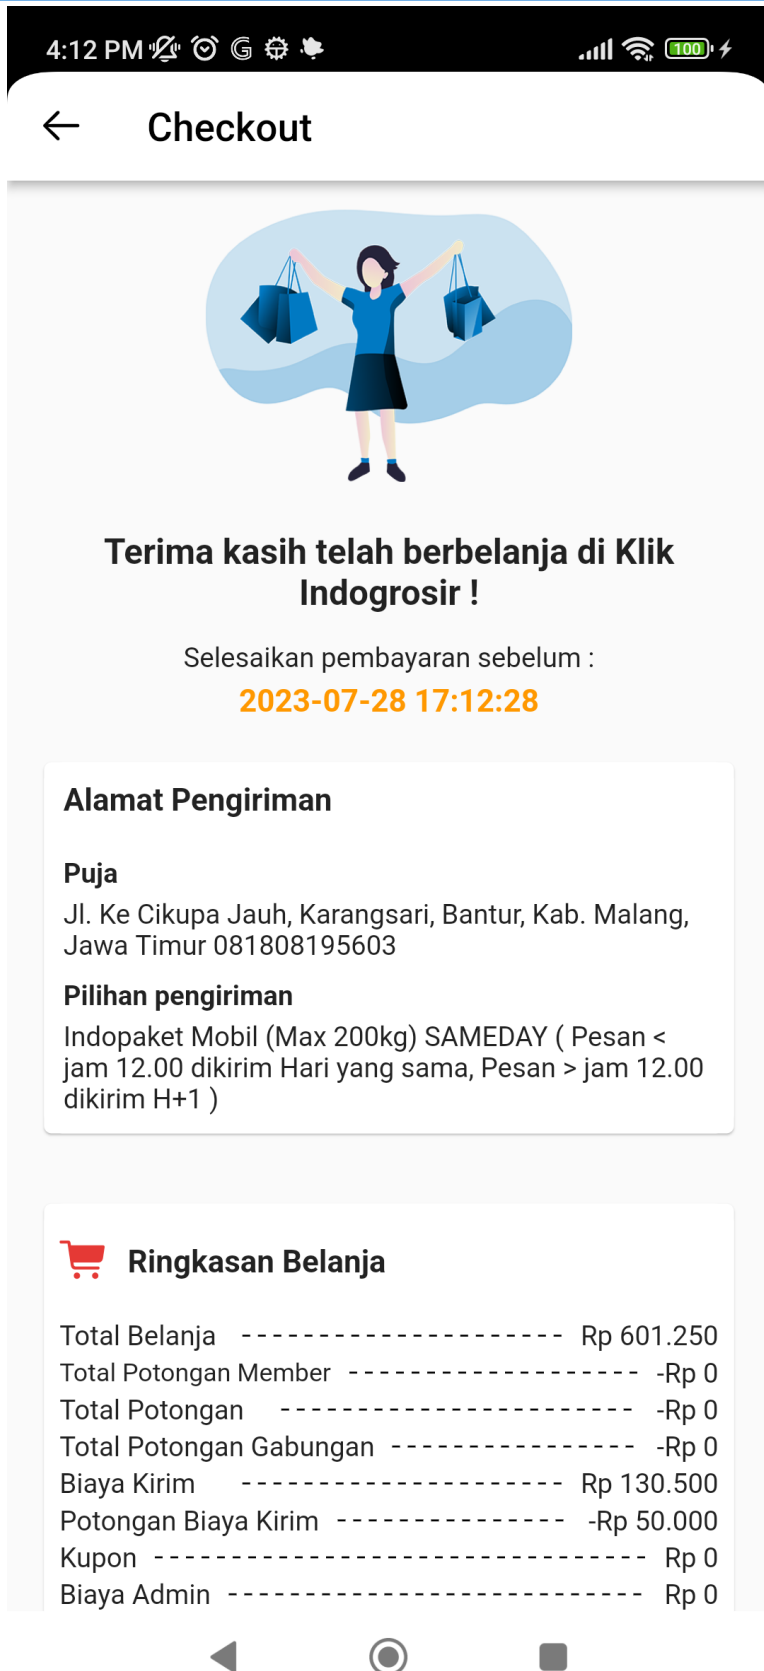 4:12 PM
100
Checkout
Terima kasih telah berbelanja di Klik
Indogrosir !
Selesaikan pembayaran sebelum :
2023-07-28 17:12:28
Alamat Pengiriman
Puja
Jl. Ke Cikupa Jauh, Karangsari, Bantur, Kab. Malang,
Jawa Timur 081808195603
Pilihan pengiriman
Indopaket Mobil (Max 200kg) SAMEDAY ( Pesan <
jam 12.00 dikirim Hari yang sama, Pesan > jam 12.00
dikirim H+1 )
Ringkasan Belanja
Total Belanja --------------------- Rp 601.250
Total Potongan Member ------------------- -Rp 0
Total Potongan ----------------------- -Rp 0
Total Potongan Gabungan ---------------- -Rp 0
Biaya Kirim --------------------- Rp 130.500
Potongan Biaya Kirim --------------- -Rp 50.000
Kupon -------------------------------- Rp 0
Biaya Admin --------------------------- Rp 0